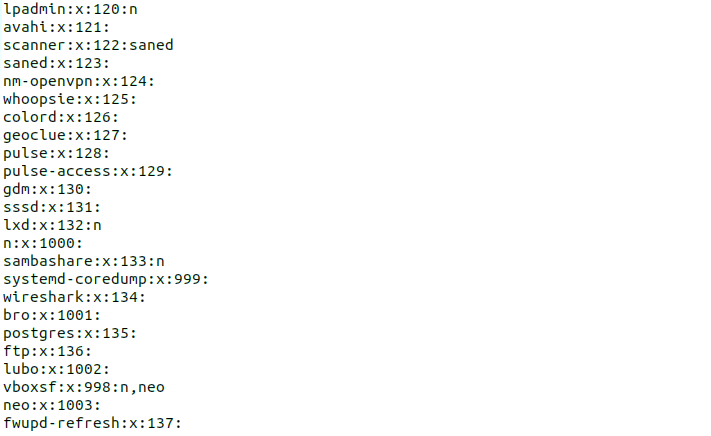 lpadmin:x:120:n
avahi:x:121:
scanner:x:122:saned
saned:x:123:
nm-openvpn:x:124:
whoopsie:x:125:
colord:x:126:
geoclue:x:127:
pulse:x:128:
pulse-access:x:129:
gdm:x:130:
sssd:x:131:
lxd:x:132:n
n:x:1000:
sambashare:x:133:n
systemd-coredump:x:999:
wireshark:x:134:
bro:x:1001:
postgres:x:135:
ftp:x:136:
lubo:x:1002:
vboxsf:x:998:n,neo
neo:x:1003:
fwupd-refresh:x:137: